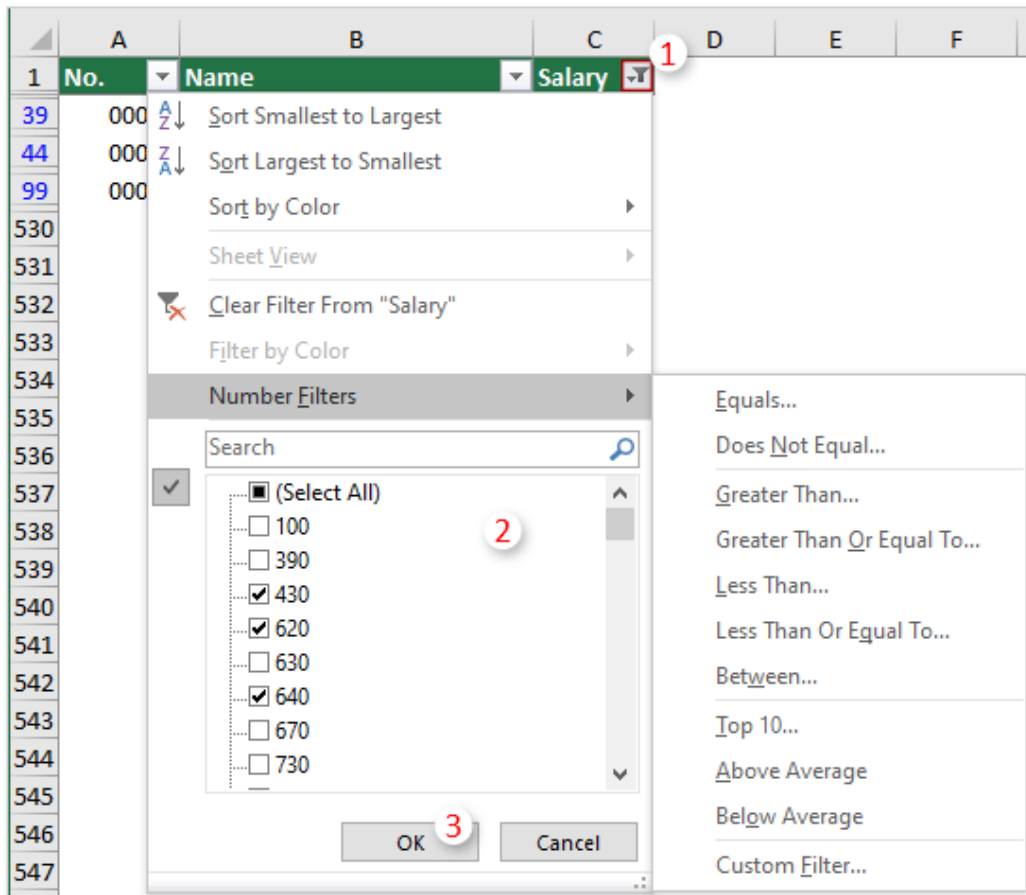 A B C D E F
1
1 No. Name Salary
39 000
44 000
99 000
530
531
532
533
534
535
536
537
538
539
540
541
542
543
544
545
546
547
Sort Smallest to Largest
Sort Largest to Smallest
Sort by Color
Sheet View
Clear Filter From "Salary"
Filter by Color
Number Filters
Search
(Select All)
2
100
390
430
620
630
640
670
730
OK
3
Cancel
Equals...
Does Not Equal...
Greater Than...
Greater Than Or Equal To...
Less Than...
Less Than Or Equal To...
Between...
Top 10...
Above Average
Below Average
Custom Filter...